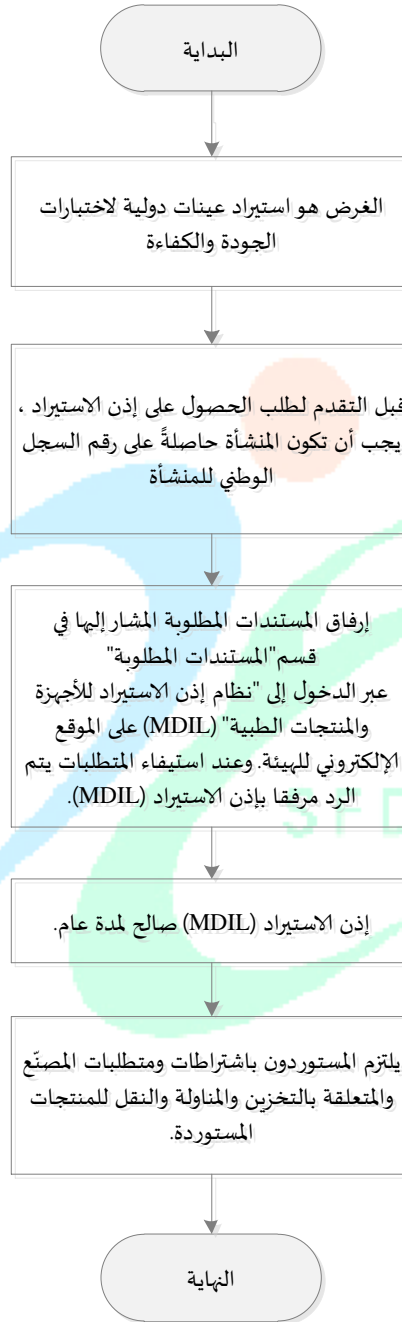 البداية
الغرض هو استيراد عينات دولية لاختبارات
الجودة والكفاءة
قبل التقدم لطلب الحصول على إذن الاستيراد ،
يجب أن تكون المنشأة حاصلةً على رقم السجل
الوطني للمنشأة
إرفاق المستندات المطلوبة المشار إليها في
قسم"المستندات المطلوبة"
عبر الدخول إلى "نظام إذن الاستيراد للأجهزة
والمنتجات الطبية" (MDIL) على الموقع
الإلكتروني للهيئة. وعند استيفاء المتطلبات يتم
الرد مرفقا بإذن الاستيراد (MDIL).
إذن الاستيراد (MDIL) صالح لمدة عام.
يلتزم المستوردون باشتراطات ومتطلبات المصنّع
والمتعلقة بالتخزين والمناولة والنقل للمنتجات
المستوردة.
النهاية